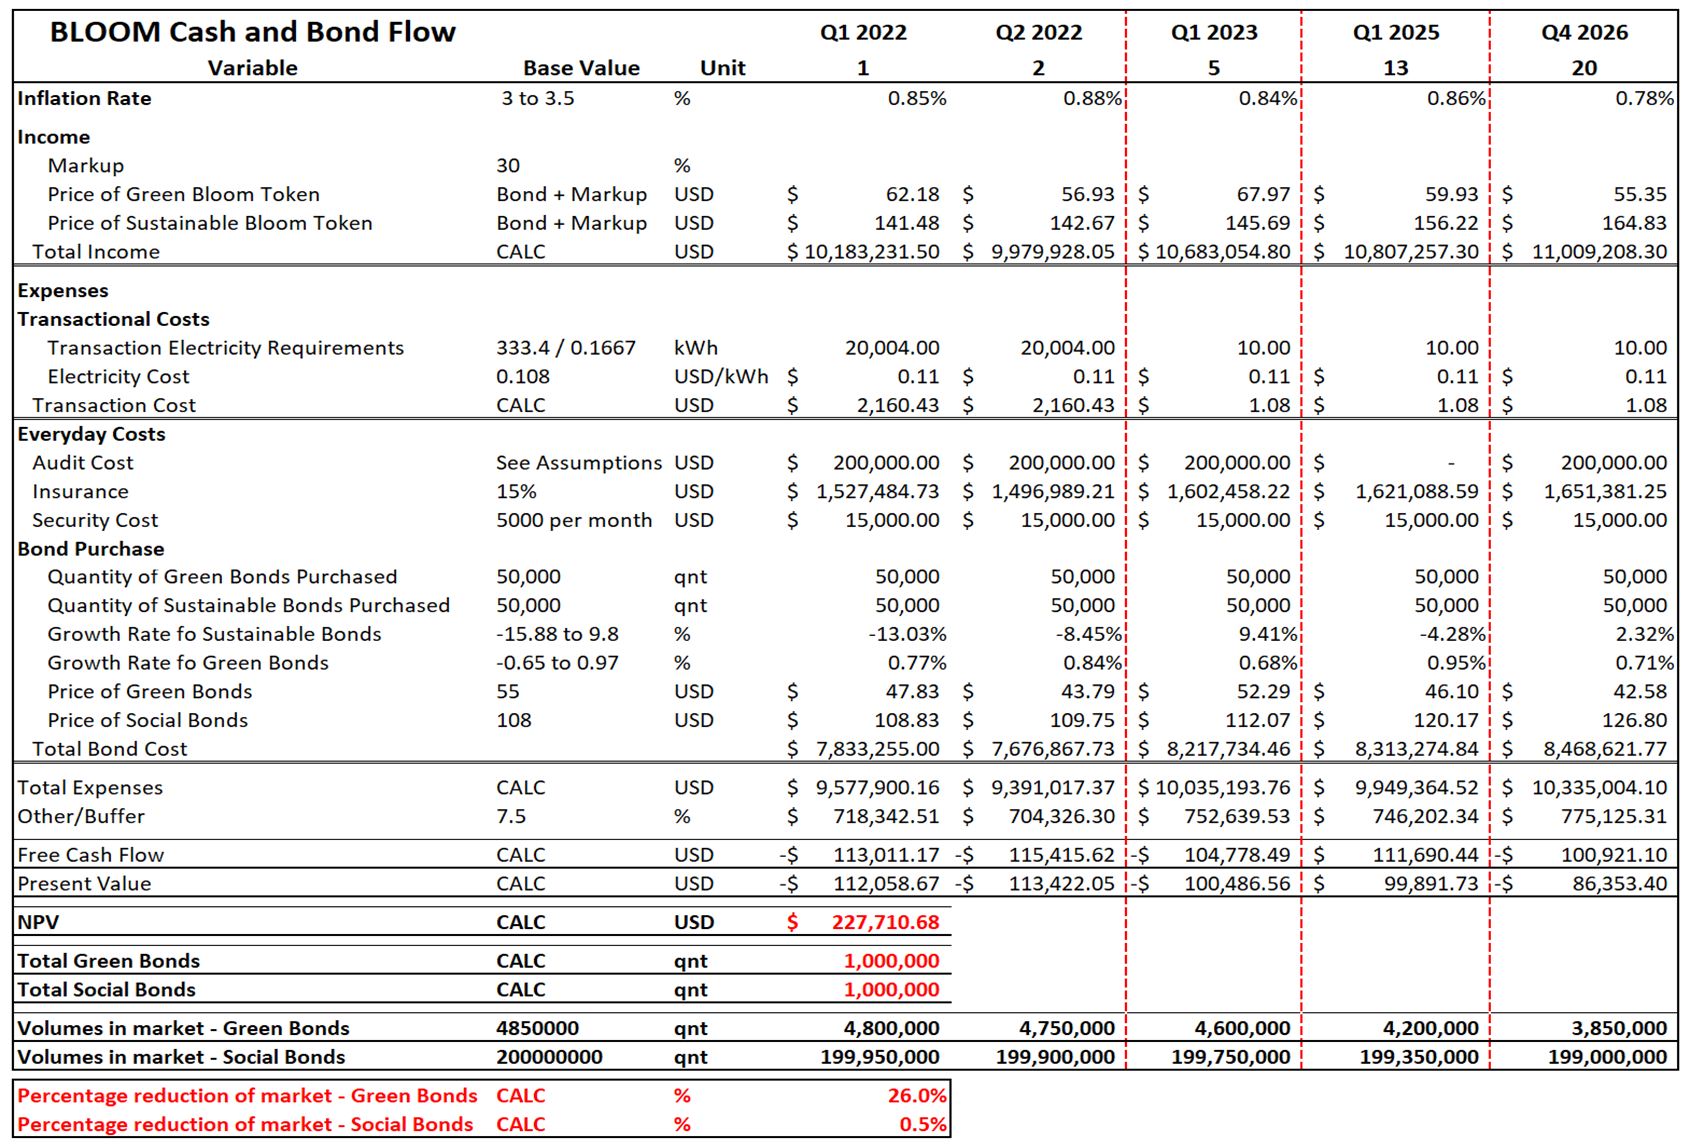 BLOOM Cash and Bond Flow Q1 2022 Q2 2022 Q1 2023 Q1 2025 Q4 2026
Variable Base Value Unit 1 2 5 13 20
Inflation Rate 3 to 3.5 % 0.85% 0.88% 0.84% 0.86% 0.78%
Income
Markup 30 %
Price of Green Bloom Token Bond + Markup USD $ 62.18 $ 56.93 $ 67.97 $ 59.93 $ 55.35
Price of Sustainable Bloom Token Bond + Markup USD $ 141.48 $ 142.67 $ 145.69 $ 156.22 $ 164.83
Total Income CALC USD $ 10,183,231.50 $ 9,979,928.05 $ 10,683,054.80 $ 10,807,257.30 $ 11,009,208.30
Expenses
Transactional Costs
Transaction Electricity Requirements 333.4 / 0.1667 kWh 20,004.00 20,004.00 10.00 10.00 10.00
Electricity Cost 0.108 USD/kWh $ 0.11 $ 0.11 $ 0.11 $ 0.11 $ 0.11
Transaction Cost CALC USD $ 2,160.43 $ 2,160.43 $ 1.08 $ 1.08 $ 1.08
Everyday Costs
Audit Cost See Assumptions USD $ 200,000.00 $ 200,000.00 $ 200,000.00 $ - $ 200,000.00
Insurance 15% USD $ 1,527,484.73 $ 1,496,989.21 $ 1,602,458.22 $ 1,621,088.59 $ 1,651,381.25
Security Cost 5000 per month USD $ 15,000.00 $ 15,000.00 $ 15,000.00 $ 15,000.00 $ 15,000.00
Bond Purchase
Quantity of Green Bonds Purchased 50,000 qnt 50,000 50,000 50,000 50,000 50,000
Quantity of Sustainable Bonds Purchased 50,000 qnt 50,000 50,000 50,000 50,000 50,000
Growth Rate fo Sustainable Bonds -15.88 to 9.8 % -13.03% -8.45% 9.41% -4.28% 2.32%
Growth Rate fo Green Bonds -0.65 to 0.97 % 0.77% 0.84% 0.68% 0.95% 0.71%
Price of Green Bonds 55 USD $ 47.83 $ 43.79 $ 52.29 $ 46.10 $ 42.58
Price of Social Bonds 108 USD $ 108.83 $ 109.75 $ 112.07 $ 120.17 $ 126.80
Total Bond Cost $ 7,833,255.00 $ 7,676,867.73 $ 8,217,734.46 $ 8,313,274.84 $ 8,468,621.77
Total Expenses CALC USD $ 9,577,900.16 $ 9,391,017.37 $ 10,035,193.76 $ 9,949,364.52 $ 10,335,004.10
Other/Buffer 7.5 % $ 718,342.51 $ 704,326.30 $ 752,639.53 $ 746,202.34 $ 775,125.31
Free Cash Flow CALC USD -$ 113,011.17 -$ 115,415.62 -$ 104,778.49 $ 111,690.44 -$ 100,921.10
Present Value CALC USD -$ 112,058.67 -$ 113,422.05 -$ 100,486.56 $ 99,891.73 -$ 86,353.40
NPV CALC USD $ 227,710.68
Total Green Bonds CALC qnt 1,000,000
Total Social Bonds CALC qnt 1,000,000
Volumes in market - Green Bonds 4850000 qnt 4,800,000 4,750,000 4,600,000 4,200,000 3,850,000
Volumes in market - Social Bonds 200000000 qnt 199,950,000 199,900,000 199,750,000 199,350,000 199,000,000
Percentage reduction of market - Green Bonds CALC % 26.0%
Percentage reduction of market - Social Bonds CALC % 0.5%